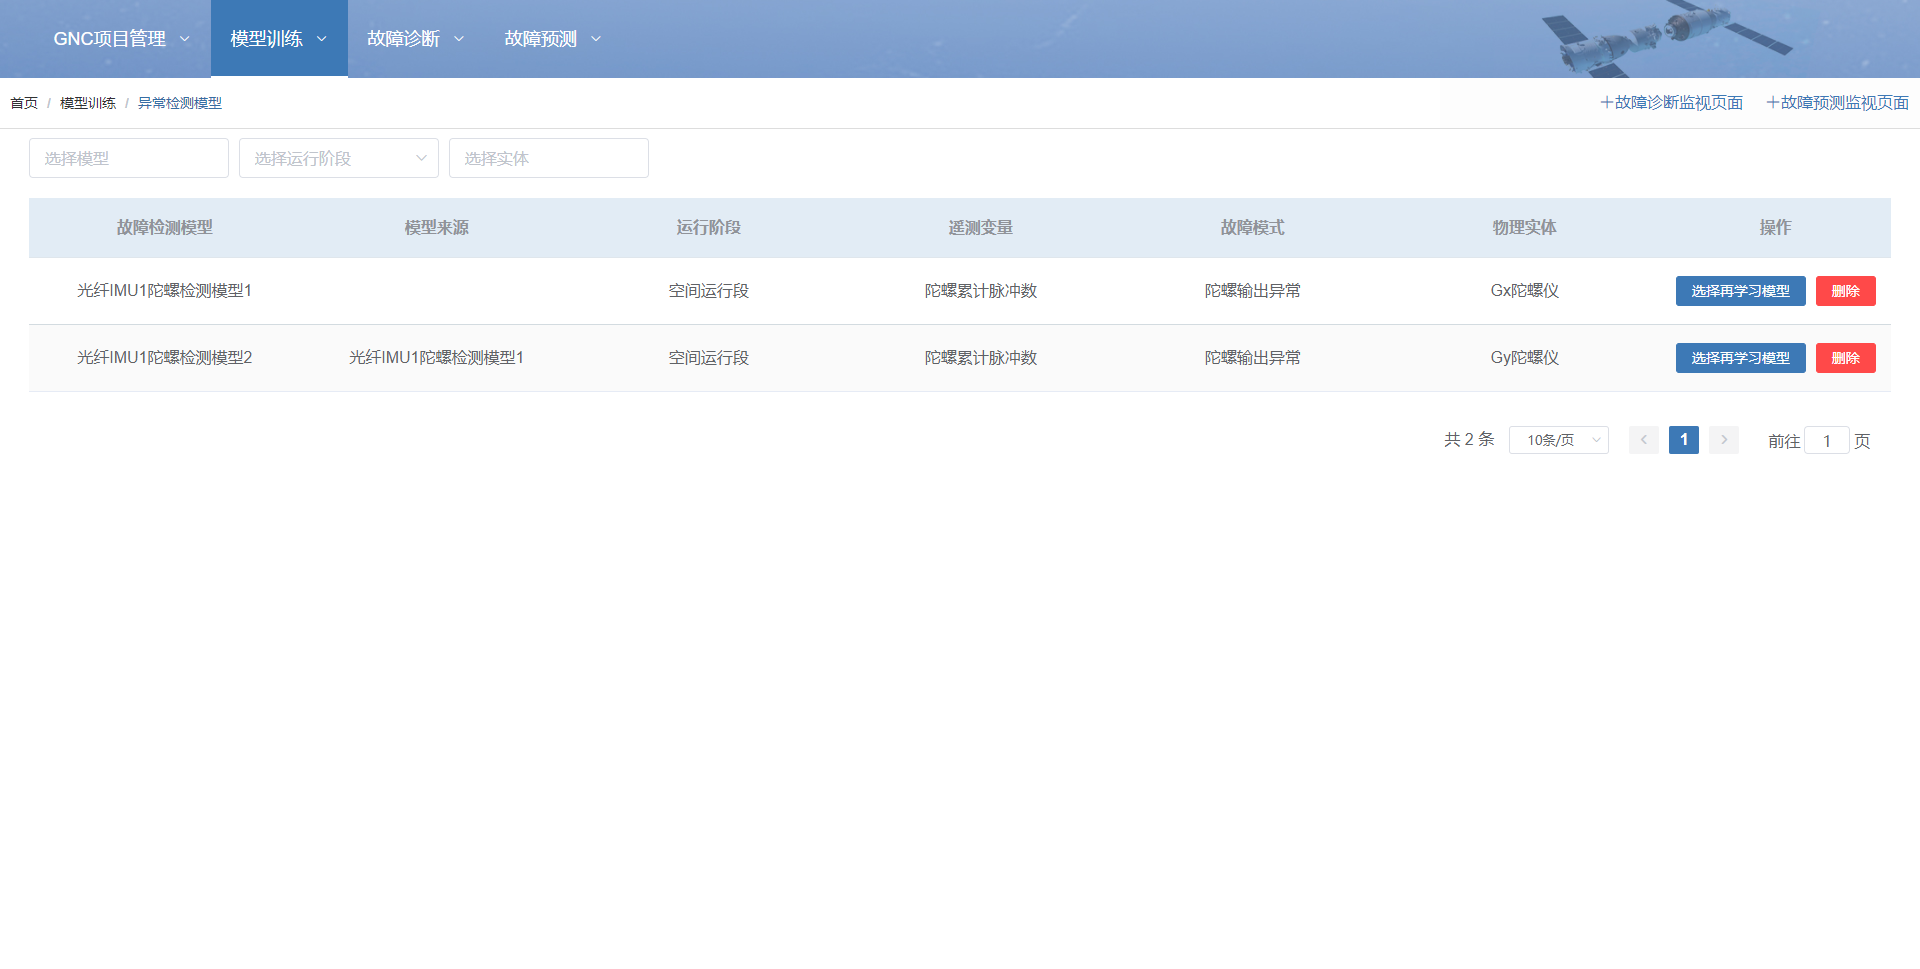 GNC项目管理 模型训练 故障诊断 故障预测
首页 / 模型训练 / 异常检测模型 +故障诊断监视页面 +故障预测监视页面
选择模型 选择运行阶段 选择实体
故障检测模型 模型来源 运行阶段 遥测变量 故障模式 物理实体 操作
光纤IMU1陀螺检测模型1 空间运行段 陀螺累计脉冲数 陀螺输出异常 Gx陀螺仪 选择再学习模型 删除
光纤IMU1陀螺检测模型2 光纤IMU1陀螺检测模型1 空间运行段 陀螺累计脉冲数 陀螺输出异常 Gy陀螺仪 选择再学习模型 删除
共 2 条 10条/页 < 1 > 前往 1 页